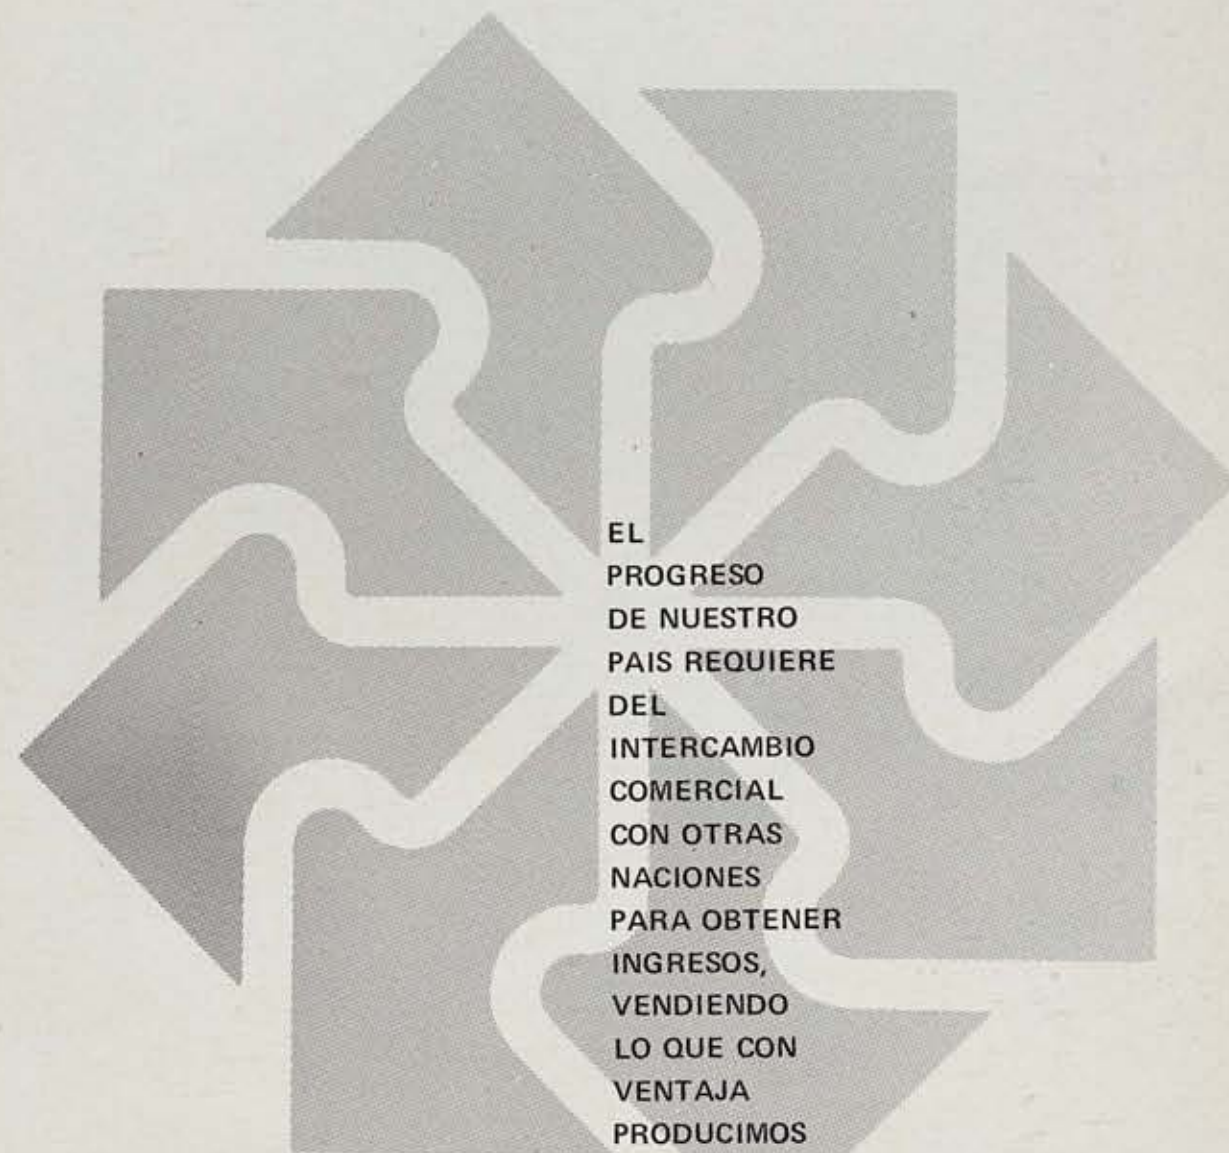 EL
PROGRESO
DE NUESTRO
PAIS REQUIERE
DEL
INTERCAMBIO
COMERCIAL
CON OTRAS
NACIONES
PARA OBTENER
INGRESOS,
VENDIENDO
LO QUE CON
VENTAJA
PRODUCIMOS